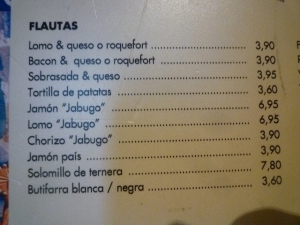 FLAUTAS
Lomo & queso o roquefort ........................ 3,90
Bacon & queso o roquefort ........................ 3,90
Sobrasada & queso ........................ 3,95
Tortilla de patatas ........................ 3,60
Jamón "Jabugo" ........................ 6,95
Lomo "Jabugo" ........................ 6,95
Chorizo "Jabugo" ........................ 3,90
Jamón país ........................ 3,90
Solomillo de ternera ........................ 7,80
Butifarra blanca / negra ........................ 3,60